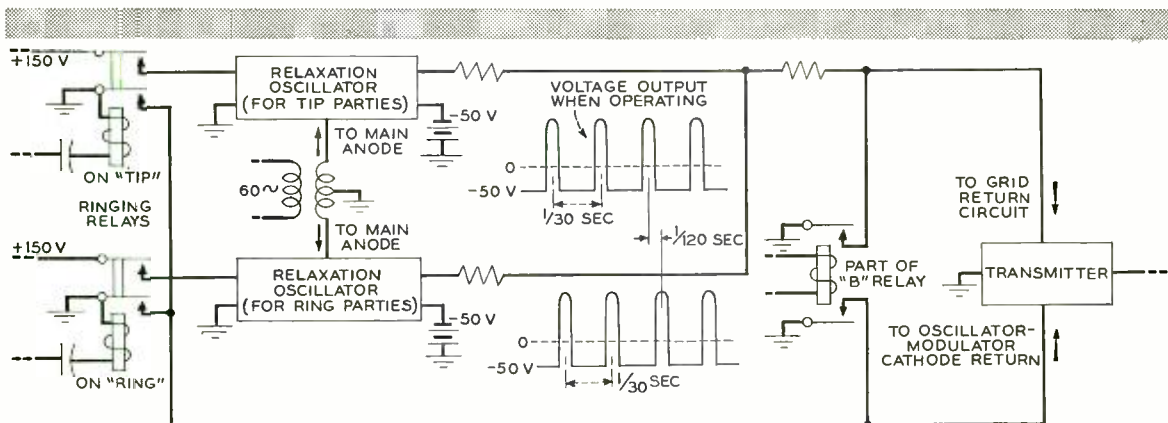 +150 V
RELAXATION
OSCILLATOR
(FOR TIP PARTIES)
-50 V
ON "TIP"
RINGING
RELAYS
60~
TO MAIN
ANODE
TO MAIN
ANODE
+150 V
RELAXATION
OSCILLATOR
(FOR RING PARTIES)
-50 V
ON "RING"
VOLTAGE OUTPUT
WHEN OPERATING
0
-50 V
1/30 SEC
1/120 SEC
0
-50 V
1/30 SEC
PART OF
"B" RELAY
TO GRID
RETURN
CIRCUIT
TRANSMITTER
TO OSCILLATOR-
MODULATOR
CATHODE RETURN